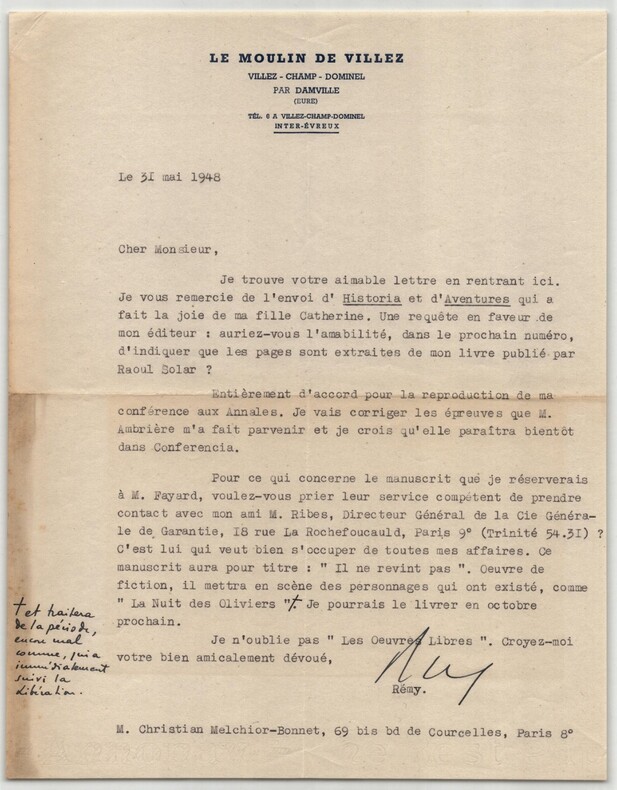 LE MOULIN DE VILLEZ
VILLEZ - CHAMP - DOMINEL
PAR DAMVILLE
(EURE)
TÉL. 6 A VILLEZ-CHAMP-DOMINEL
INTER-ÉVREUX
Le 3I mai 1948
Cher Monsieur,
Je trouve votre aimable lettre en rentrant ici.
Je vous remercie de l'envoi d' Historia et d'Aventures qui a
fait la joie de ma fille Catherine. Une requête en faveur de
mon éditeur : auriez-vous l'amabilité, dans le prochain numéro,
d'indiquer que les pages sont extraites de mon livre publié par
Raoul Solar ?
Entièrement d'accord pour la reproduction de ma
conférence aux Annales. Je vais corriger les épreuves que M.
Ambrière m'a fait parvenir et je crois qu'elle paraîtra bientôt
dans Conferencia.
Pour ce qui concerne le manuscrit que je réserverais
à M. Fayard, voulez-vous prier leur service compétent de prendre
contact avec mon ami M. Ribes, Directeur Général de la Cie Généra-
le de Garantie, I8 rue La Rochefoucauld, Paris 9° (Trinité 54.3I) ?
C'est lui qui veut bien s'occuper de toutes mes affaires. Ce
manuscrit aura pour titre : " Il ne revint pas ". Oeuvre de
fiction, il mettra en scène des personnages qui ont existé, comme
" La Nuit des Oliviers "† Je pourrais le livrer en octobre
prochain.
† et traitera
de la période,
encore mal
connue, qui a
immédiatement
suivi la
libération.
Je n'oublie pas " Les Oeuvres Libres ". Croyez-moi
votre bien amicalement dévoué,
Rémy
Rémy.
M. Christian Melchior-Bonnet, 69 bis bd de Courcelles, Paris 8°